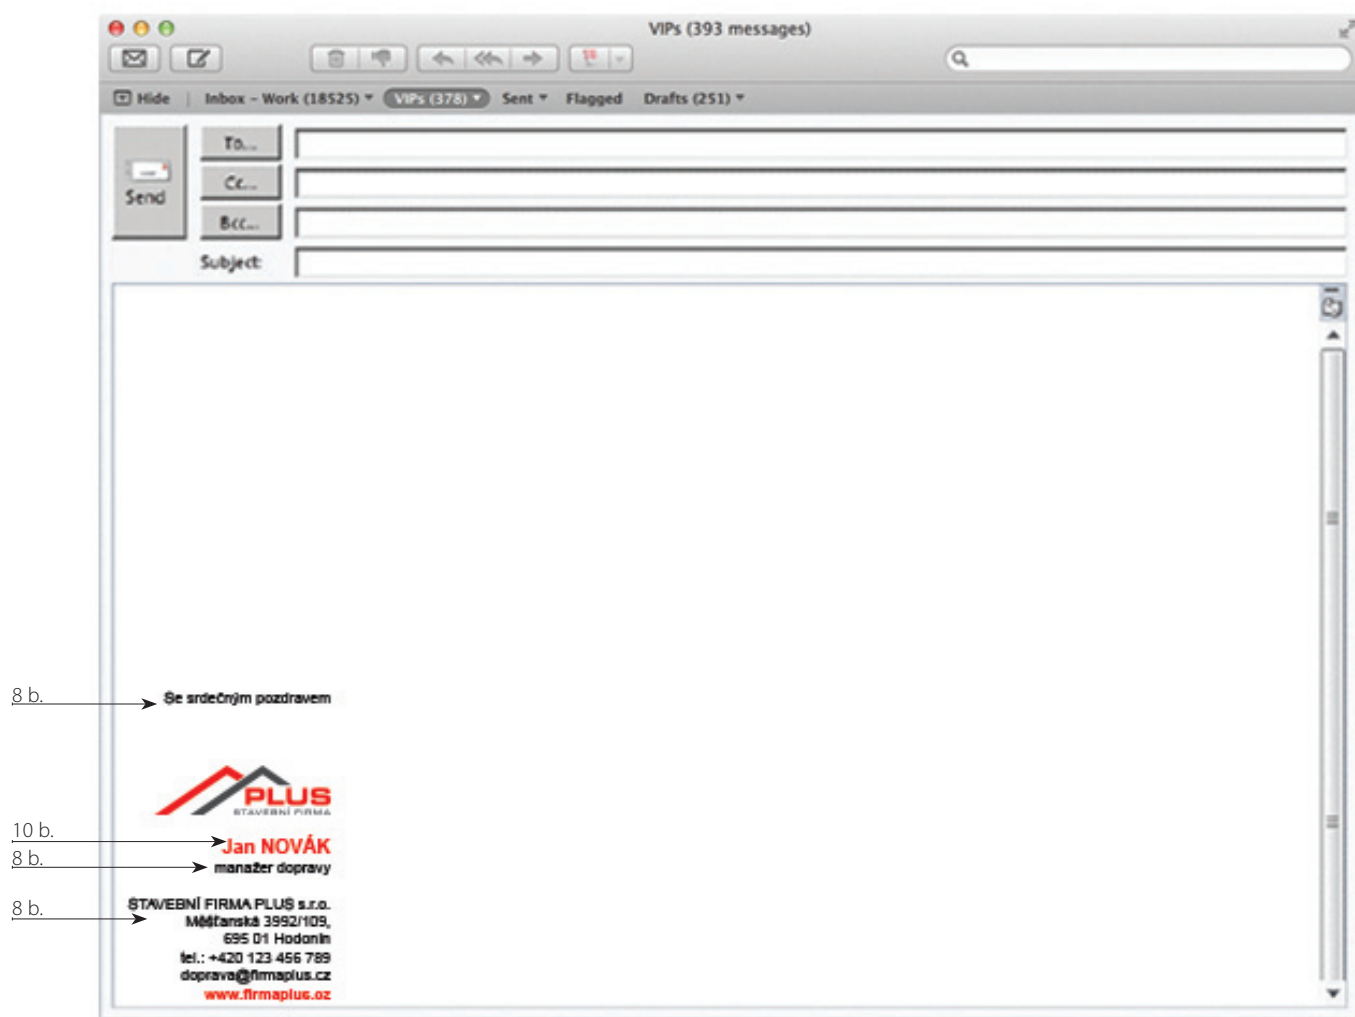 VIPs (393 messages)
Hide Inbox – Work (18525) VIPs (378) Sent Flagged Drafts (251)
To...
Send
Cc...
Bcc...
Subject:
8 b.
Se srdečným pozdravem
PLUS
STAVEBNÍ FIRMA
10 b.
Jan NOVÁK
8 b.
manažer dopravy
8 b.
STAVEBNÍ FIRMA PLUS s.r.o.
Měšťanská 3992/109,
695 01 Hodonín
tel.: +420 123 456 789
doprava@firmaplus.cz
www.firmaplus.cz